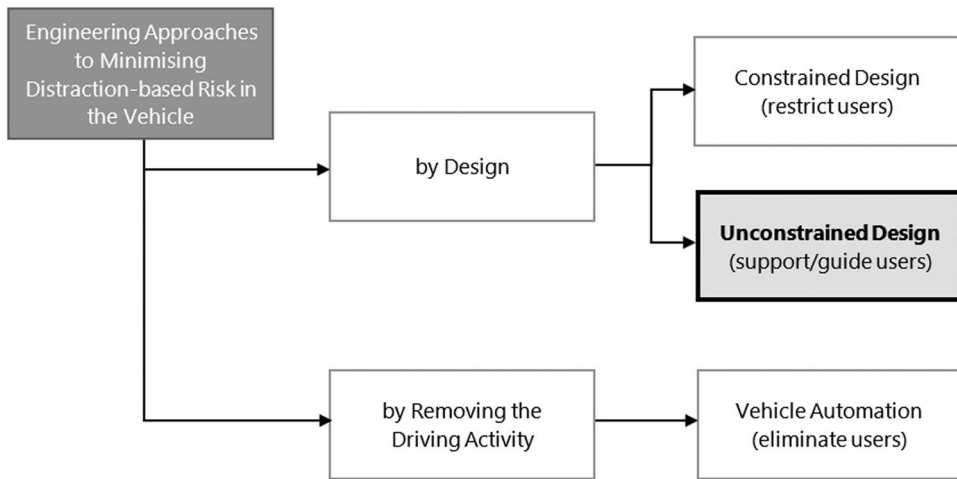 Engineering Approaches
to Minimising
Distraction-based Risk in
the Vehicle
Constrained Design
(restrict users)
by Design
Unconstrained Design
(support/guide users)
by Removing the
Driving Activity
Vehicle Automation
(eliminate users)